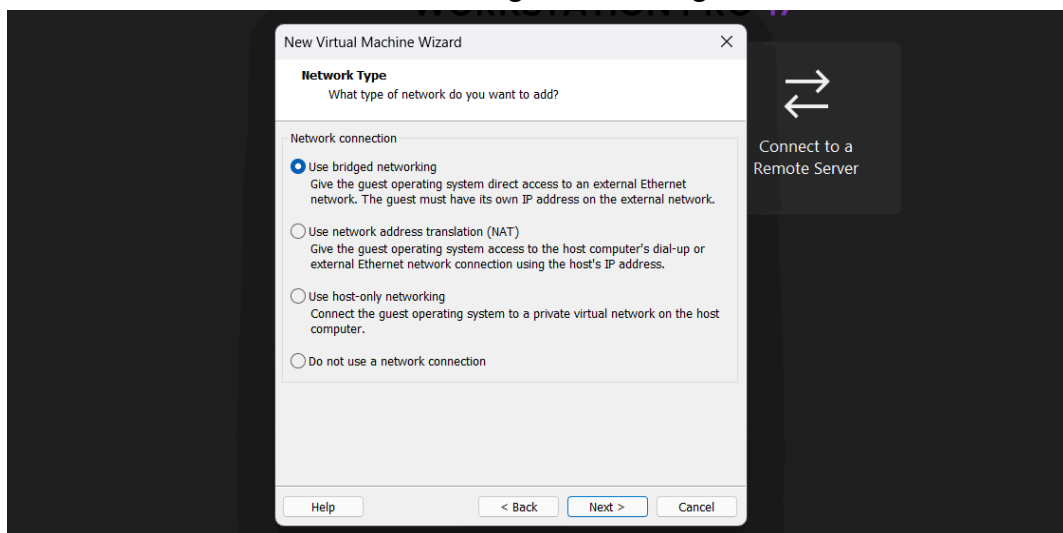 WORKSTATION PRO 17
New Virtual Machine Wizard
Network Type
What type of network do you want to add?
Network connection
Use bridged networking
Give the guest operating system direct access to an external Ethernet
network. The guest must have its own IP address on the external network.
Use network address translation (NAT)
Give the guest operating system access to the host computer's dial-up or
external Ethernet network connection using the host's IP address.
Use host-only networking
Connect the guest operating system to a private virtual network on the host
computer.
Do not use a network connection
Help
< Back
Next >
Cancel
Connect to a
Remote Server